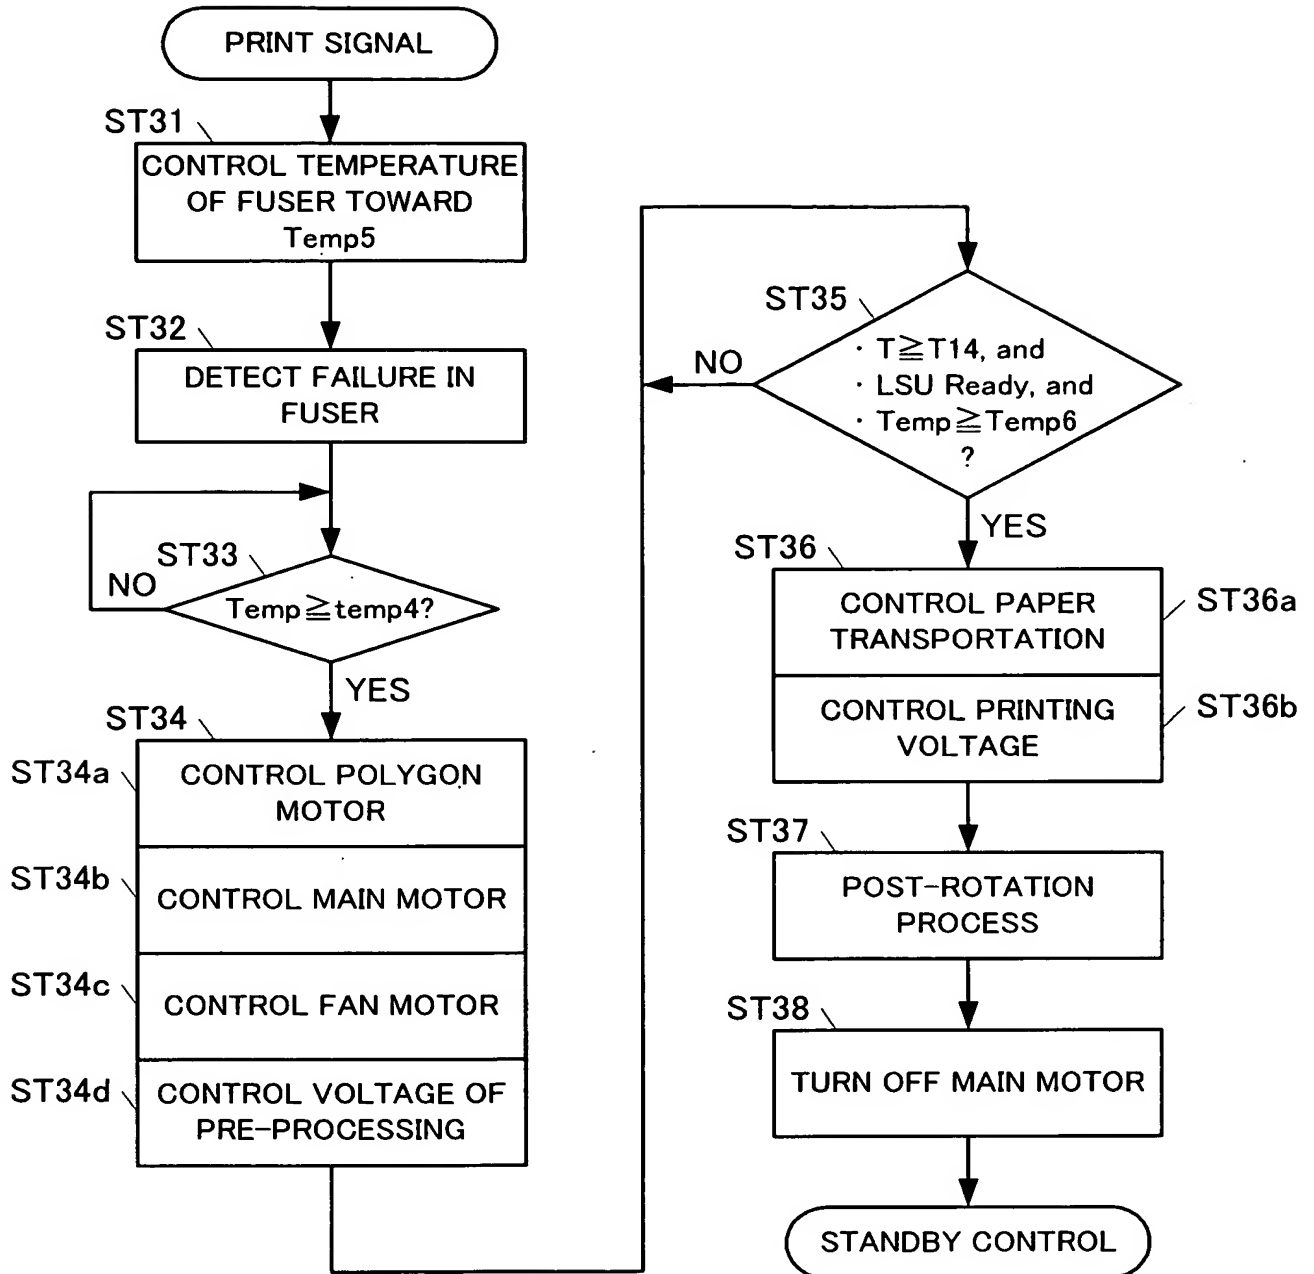 PRINT SIGNAL
ST31
CONTROL TEMPERATURE
OF FUSER TOWARD
Temp5
ST32
DETECT FAILURE IN
FUSER
ST33
NO
Temp≧temp4?
YES
ST34
ST34a
CONTROL POLYGON
MOTOR
ST34b
CONTROL MAIN MOTOR
ST34c
CONTROL FAN MOTOR
ST34d
CONTROL VOLTAGE OF
PRE-PROCESSING
ST35
NO
· T≧T14, and
· LSU Ready, and
· Temp≧Temp6
?
YES
ST36
CONTROL PAPER
TRANSPORTATION
ST36a
CONTROL PRINTING
VOLTAGE
ST36b
ST37
POST-ROTATION
PROCESS
ST38
TURN OFF MAIN MOTOR
STANDBY CONTROL